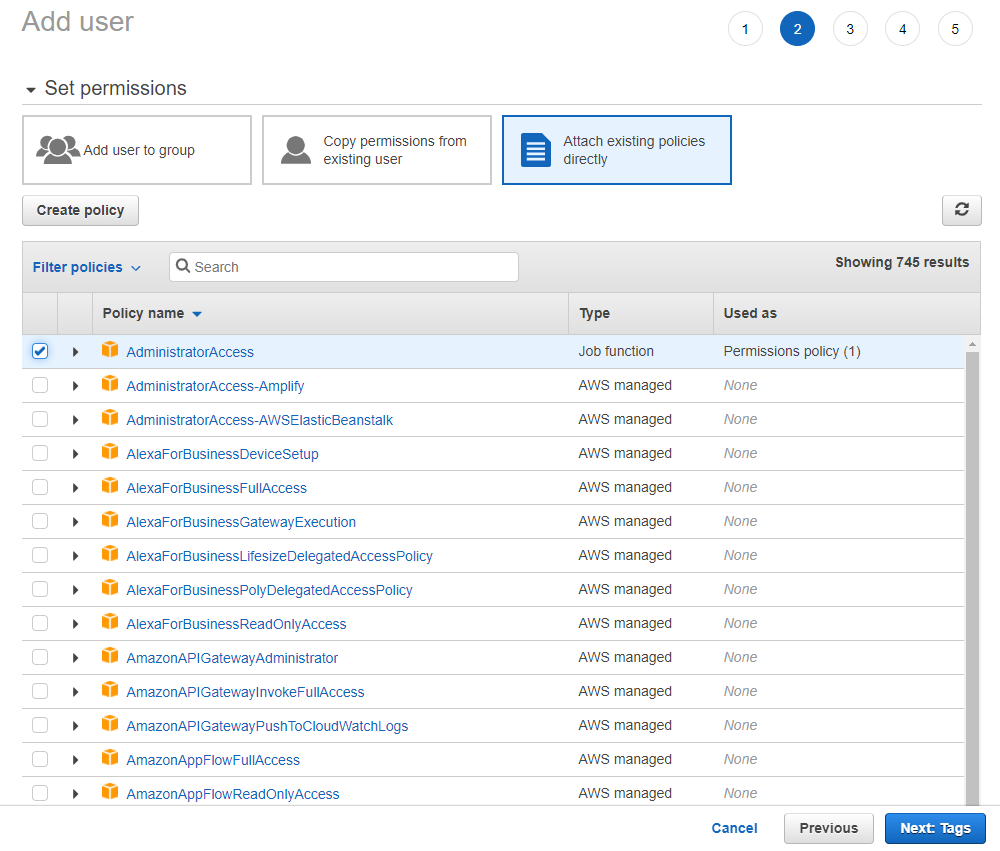 Add user
1 2 3 4 5
Set permissions
Add user to group
Copy permissions from
existing user
Attach existing policies
directly
Create policy
Filter policies Search Showing 745 results
Policy name Type Used as
AdministratorAccess Job function Permissions policy (1)
AdministratorAccess-Amplify AWS managed None
AdministratorAccess-AWSElasticBeanstalk AWS managed None
AlexaForBusinessDeviceSetup AWS managed None
AlexaForBusinessFullAccess AWS managed None
AlexaForBusinessGatewayExecution AWS managed None
AlexaForBusinessLifesizeDelegatedAccessPolicy AWS managed None
AlexaForBusinessPolyDelegatedAccessPolicy AWS managed None
AlexaForBusinessReadOnlyAccess AWS managed None
AmazonAPIGatewayAdministrator AWS managed None
AmazonAPIGatewayInvokeFullAccess AWS managed None
AmazonAPIGatewayPushToCloudWatchLogs AWS managed None
AmazonAppFlowFullAccess AWS managed None
AmazonAppFlowReadOnlyAccess AWS managed None
Cancel Previous Next: Tags